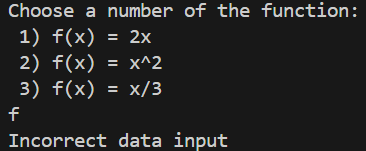 Choose a number of the function:
 1) f(x) = 2x
 2) f(x) = x^2
 3) f(x) = x/3
f
Incorrect data input